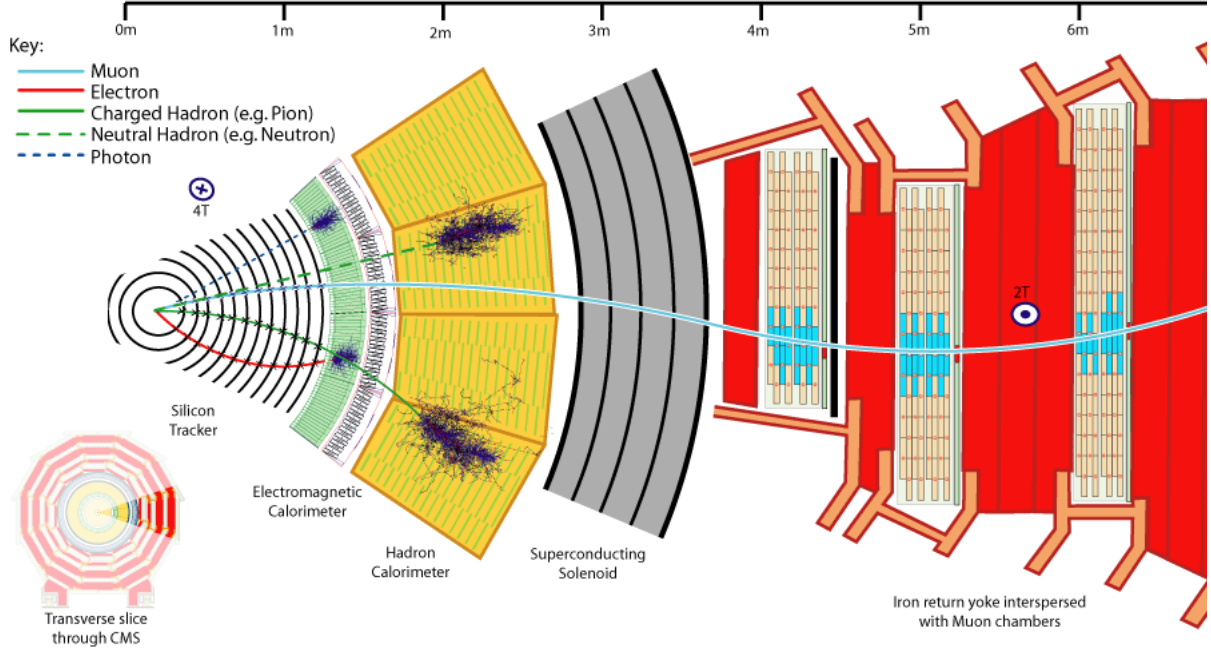 0m 1m 2m 3m 4m 5m 6m
Key:
Muon
Electron
Charged Hadron (e.g. Pion)
Neutral Hadron (e.g. Neutron)
Photon
4T
2T
Silicon
Tracker
Electromagnetic
Calorimeter
Hadron
Calorimeter
Superconducting
Solenoid
Iron return yoke interspersed
with Muon chambers
Transverse slice
through CMS